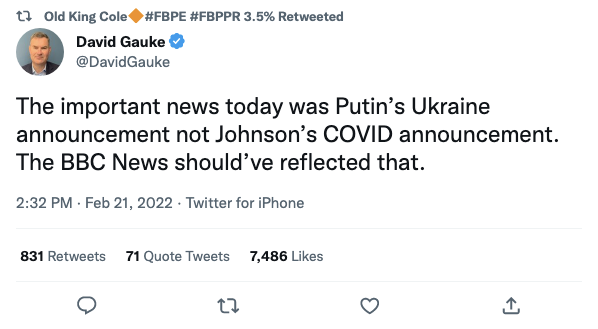 Old King Cole🔶#FBPE #FBPPR 3.5% Retweeted
David Gauke
@DavidGauke
The important news today was Putin’s Ukraine
announcement not Johnson’s COVID announcement.
The BBC News should’ve reflected that.
2:32 PM · Feb 21, 2022 · Twitter for iPhone
831 Retweets 71 Quote Tweets 7,486 Likes